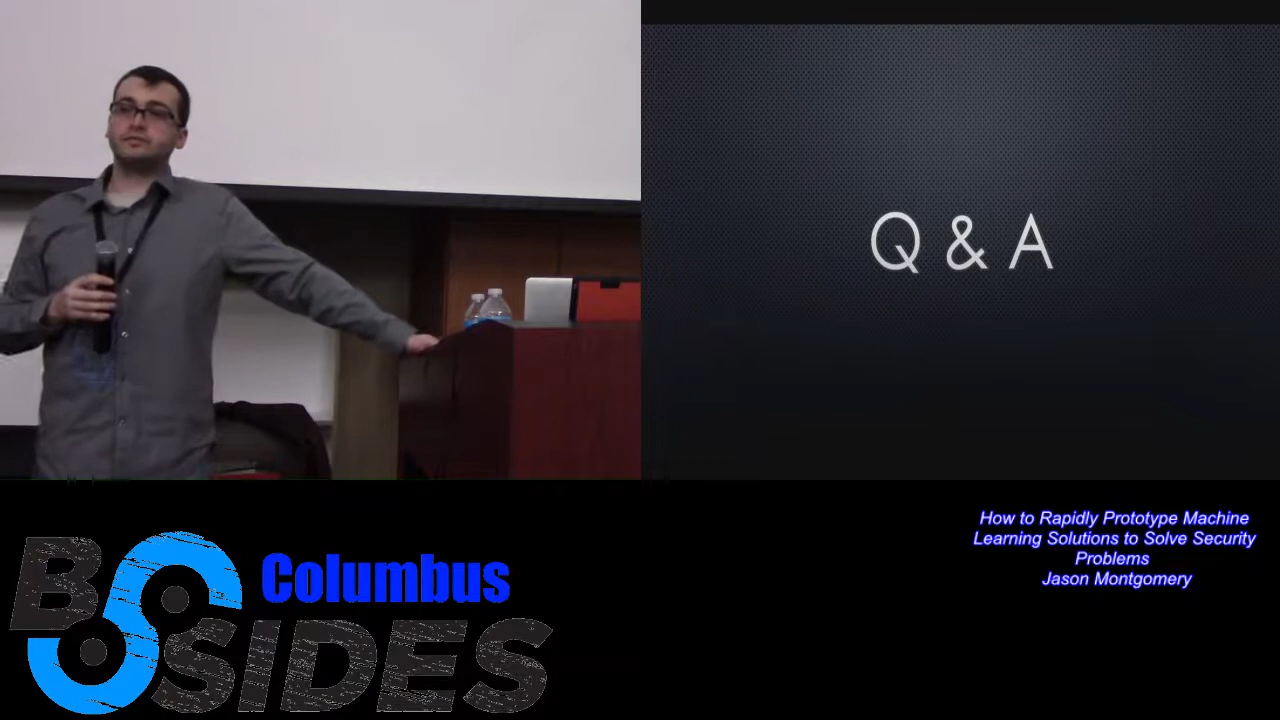 Q & A
How to Rapidly Prototype Machine
Learning Solutions to Solve Security
Problems
Jason Montgomery
Columbus
BSIDES